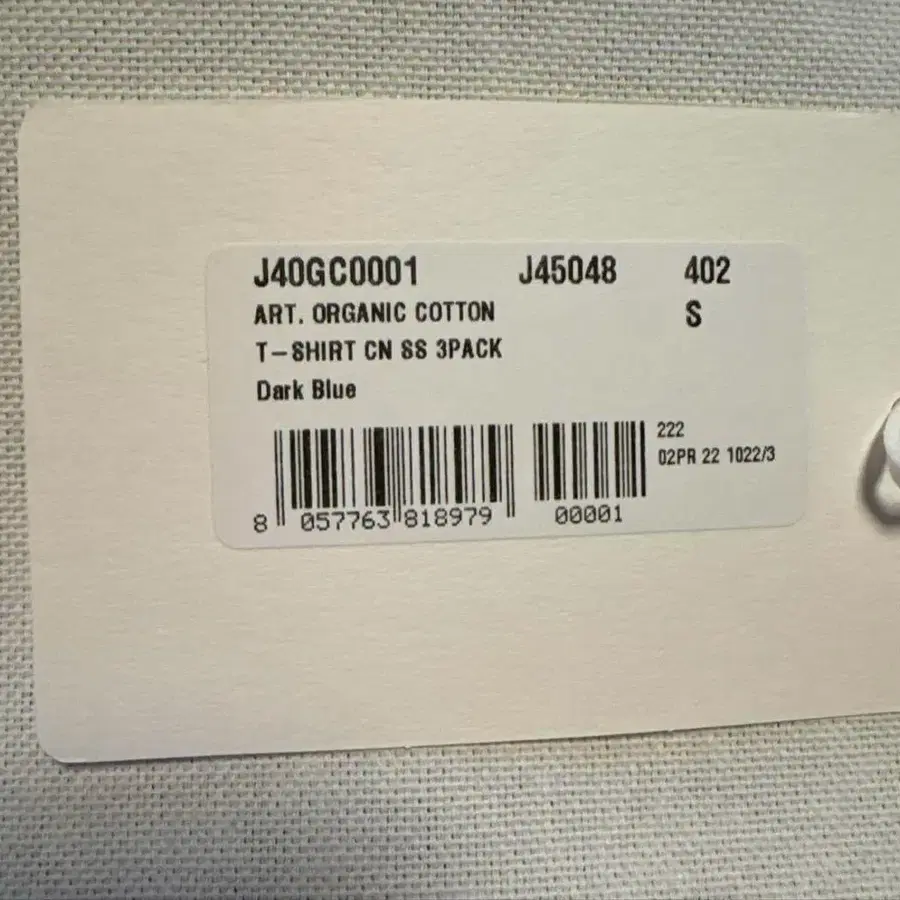 J40GC0001 J45048 402
ART. ORGANIC COTTON S
T-SHIRT CN SS 3PACK
Dark Blue
222
02PR 22 1022/3
8 057763 818979 00001